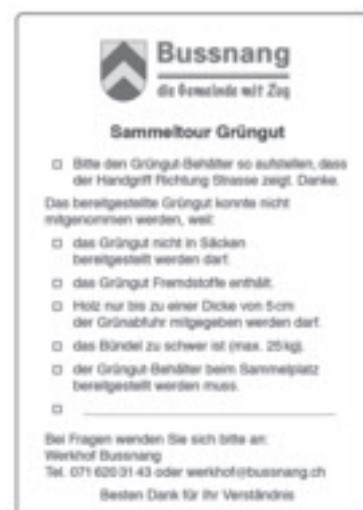 Bussnang
die Gemeinde mit Zug
Sammeltour Grüngut
□ Bitte den Grüngut-Behälter so aufstellen, dass
der Handgriff Richtung Strasse zeigt. Danke.
Das bereitgestellte Grüngut konnte nicht
mitgenommen werden, weil:
□ das Grüngut nicht in Säcken
bereitgestellt werden darf.
□ das Grüngut Fremdstoffe enthält.
□ Holz nur bis zu einer Dicke von 5cm
der Grünabfuhr mitgegeben werden darf.
□ das Bündel zu schwer ist (max. 25kg).
□ der Grüngut-Behälter beim Sammelplatz
bereitgestellt werden muss.
□
Bei Fragen wenden Sie sich bitte an:
Werkhof Bussnang
Tel. 071 620 31 43 oder werkhof@bussnang.ch
Besten Dank für Ihr Verständnis